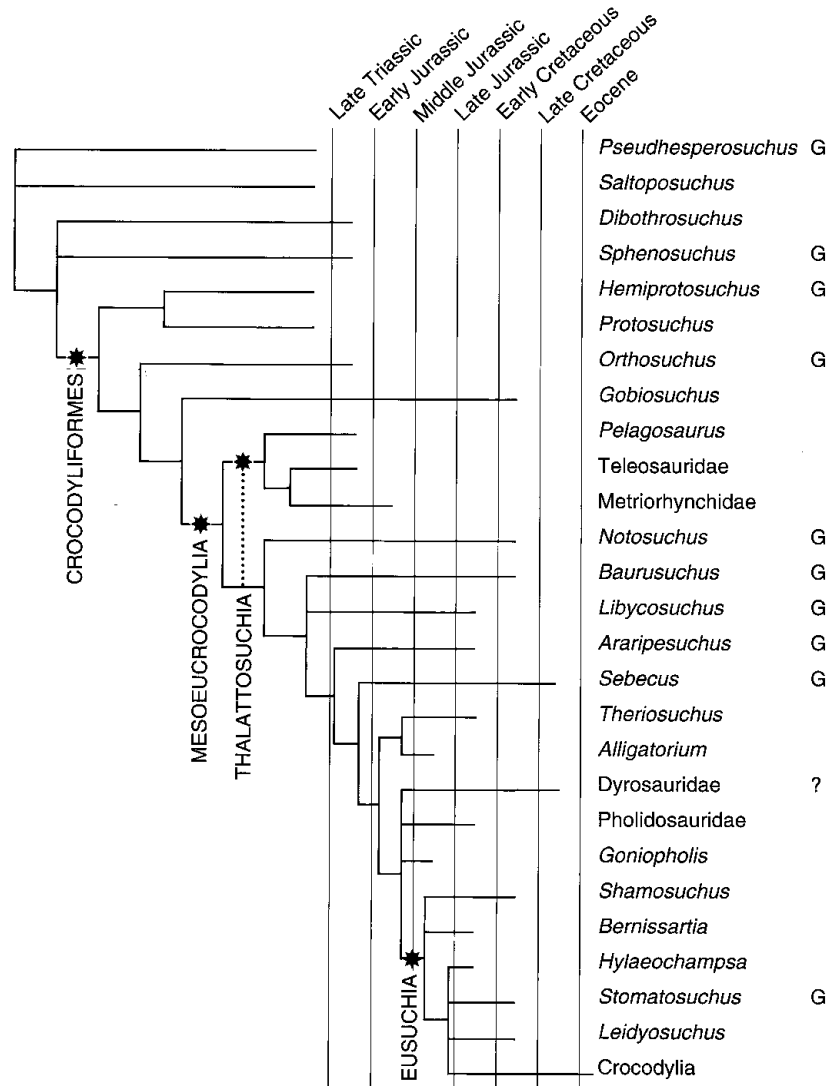 Late Triassic
Early Jurassic
Middle Jurassic
Late Jurassic
Early Cretaceous
Late Cretaceous
Eocene
Pseudhesperosuchus G
Saltoposuchus
Dibothrosuchus
Sphenosuchus G
Hemiprotosuchus G
Protosuchus
Orthosuchus G
Gobiosuchus
Pelagosaurus
Teleosauridae
Metriorhynchidae
Notosuchus G
Baurusuchus G
Libycosuchus G
Araripesuchus G
Sebecus G
Theriosuchus
Alligatorium
Dyrosauridae ?
Pholidosauridae
Goniopholis
Shamosuchus
Bernissartia
Hylaeochampsa
Stomatosuchus G
Leidyosuchus
Crocodylia
CROCODYLIFORMES
MESOEUCROCODYLIA
THALATTOSUCHIA
EUSUCHIA